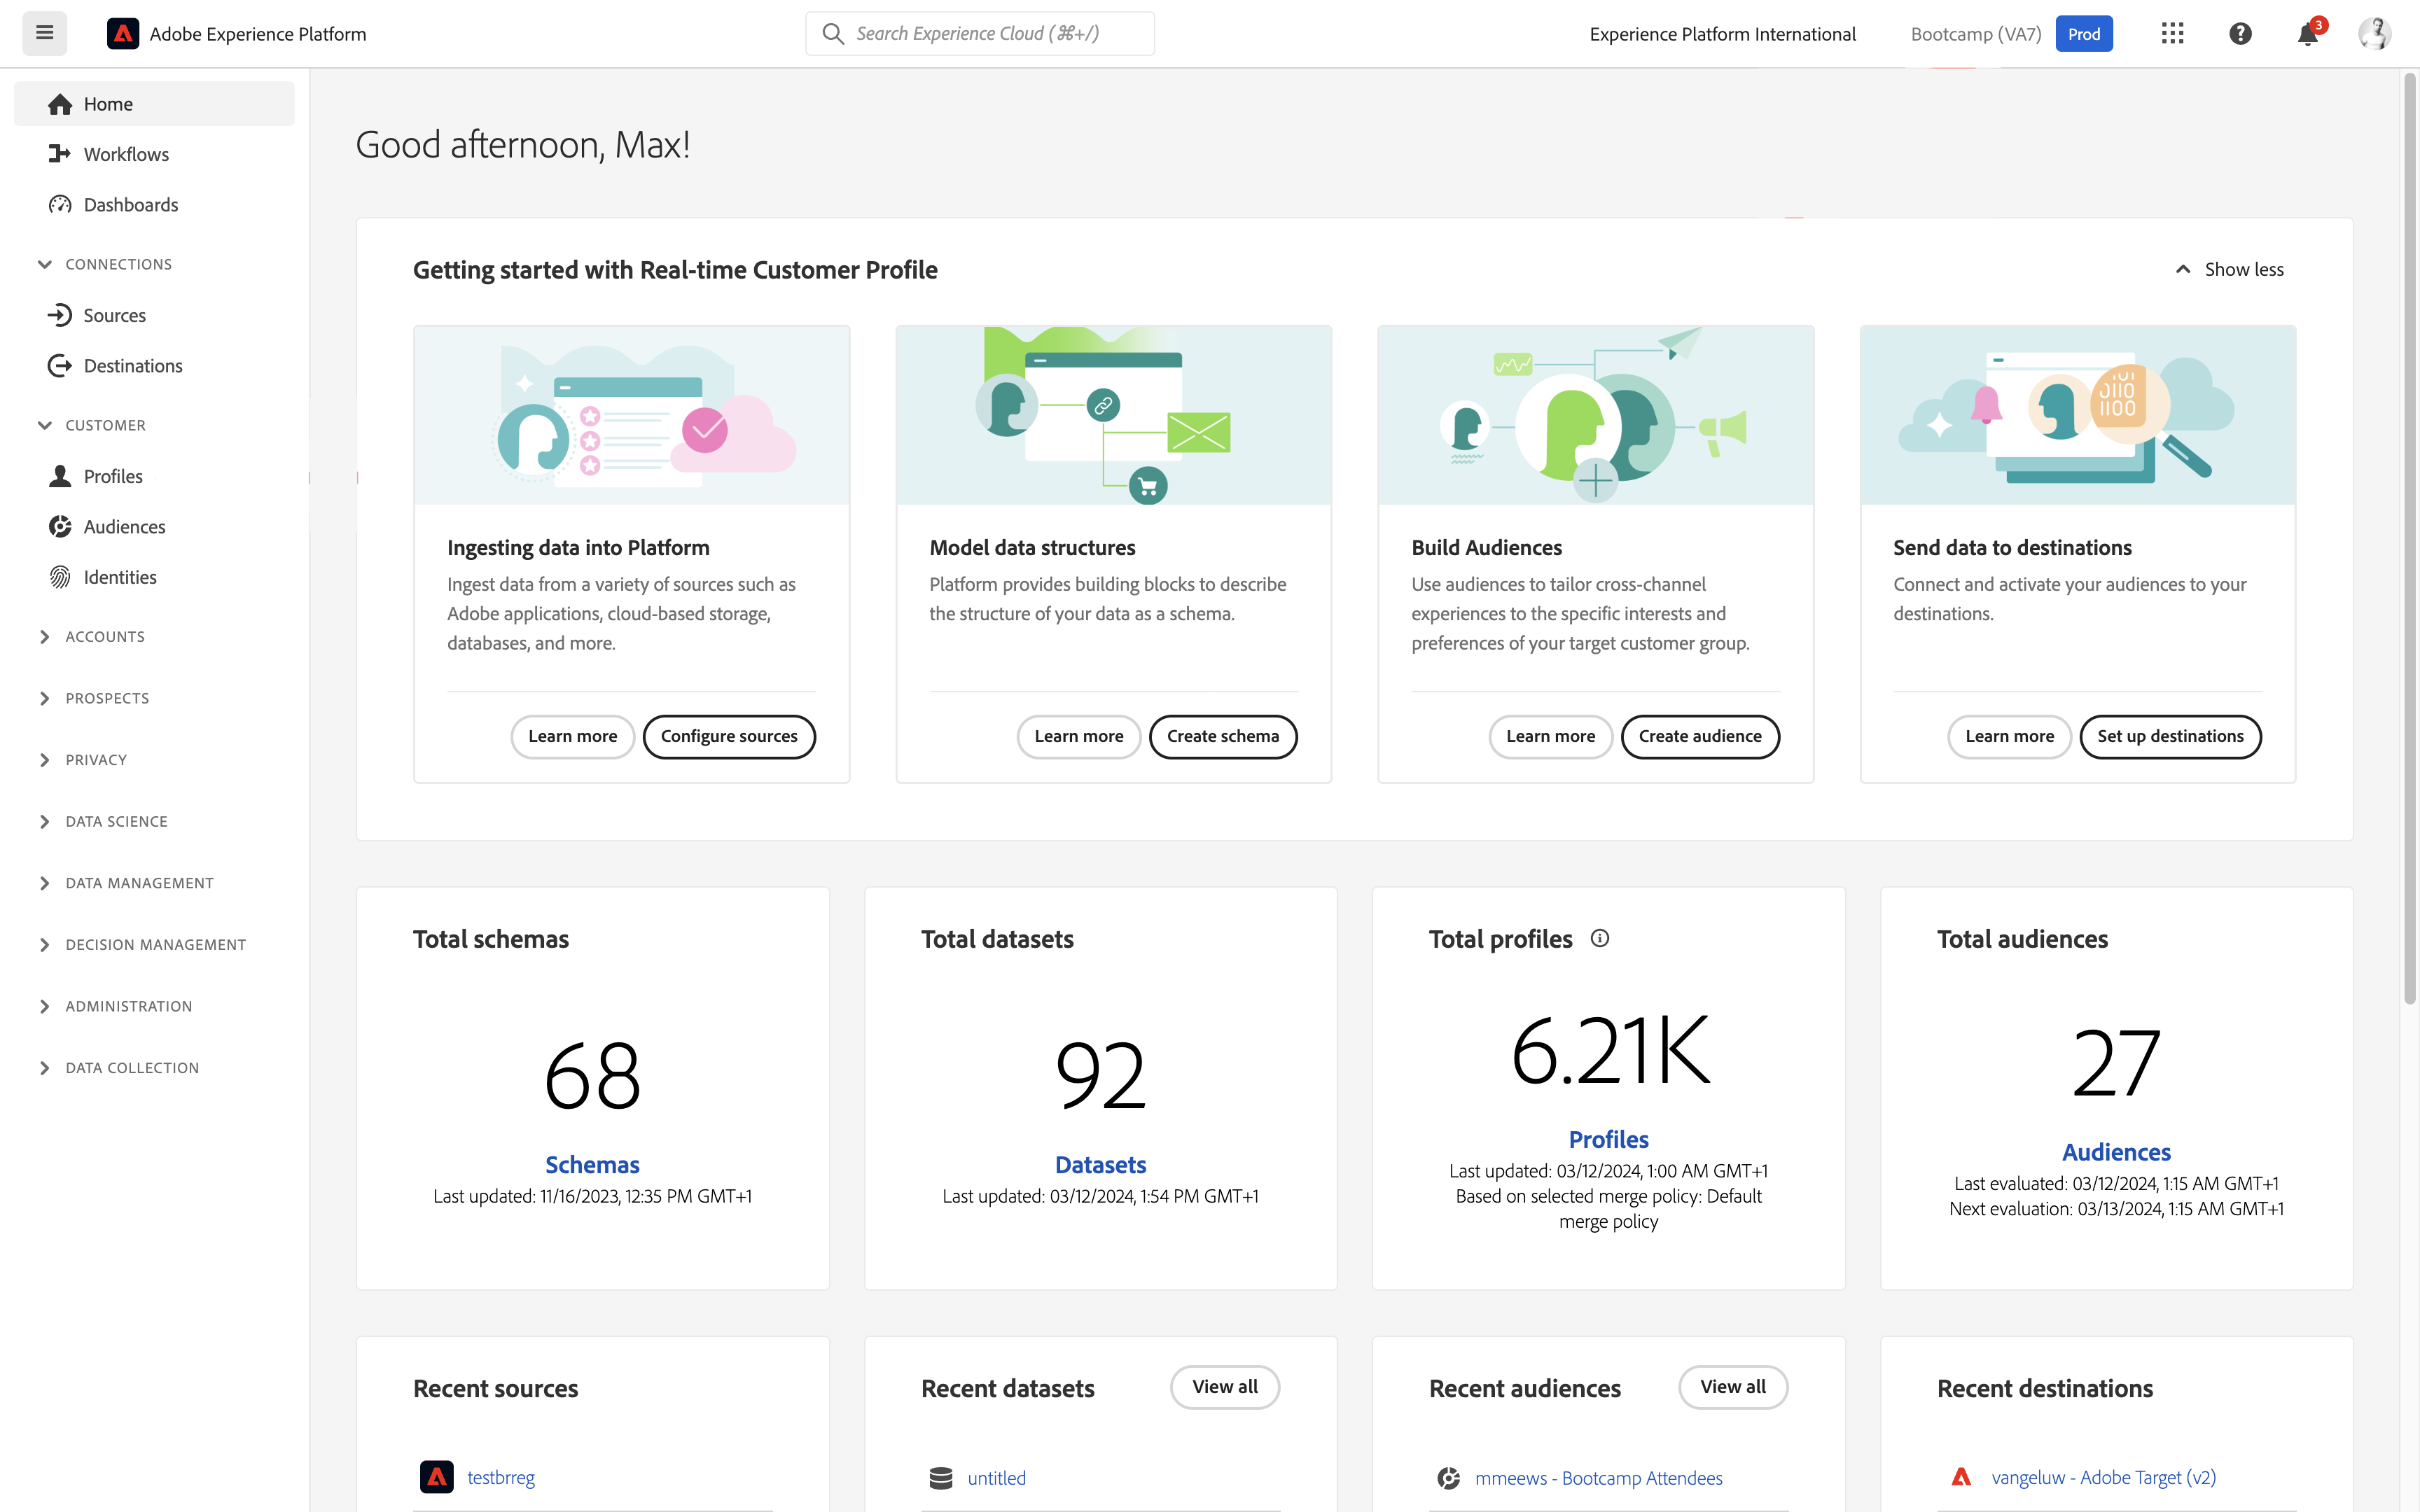 Adobe Experience Platform
Search Experience Cloud (⌘+/)
Experience Platform International
Bootcamp (VA7)
Prod
3
Home
Workflows
Dashboards
CONNECTIONS
Sources
Destinations
CUSTOMER
Profiles
Audiences
Identities
ACCOUNTS
PROSPECTS
PRIVACY
DATA SCIENCE
DATA MANAGEMENT
DECISION MANAGEMENT
ADMINISTRATION
DATA COLLECTION
Good afternoon, Max!
Getting started with Real-time Customer Profile
Show less
Ingesting data into Platform
Ingest data from a variety of sources such as
Adobe applications, cloud-based storage,
databases, and more.
Learn more
Configure sources
Model data structures
Platform provides building blocks to describe
the structure of your data as a schema.
Learn more
Create schema
Build Audiences
Use audiences to tailor cross-channel
experiences to the specific interests and
preferences of your target customer group.
Learn more
Create audience
0110
1100
Send data to destinations
Connect and activate your audiences to your
destinations.
Learn more
Set up destinations
Total schemas
68
Schemas
Last updated: 11/16/2023, 12:35 PM GMT+1
Total datasets
92
Datasets
Last updated: 03/12/2024, 1:54 PM GMT+1
Total profiles
6.21K
Profiles
Last updated: 03/12/2024, 1:00 AM GMT+1
Based on selected merge policy: Default
merge policy
Total audiences
27
Audiences
Last evaluated: 03/12/2024, 1:15 AM GMT+1
Next evaluation: 03/13/2024, 1:15 AM GMT+1
Recent sources
testbrreg
Recent datasets
View all
untitled
Recent audiences
View all
mmeews - Bootcamp Attendees
Recent destinations
vangeluw - Adobe Target (v2)